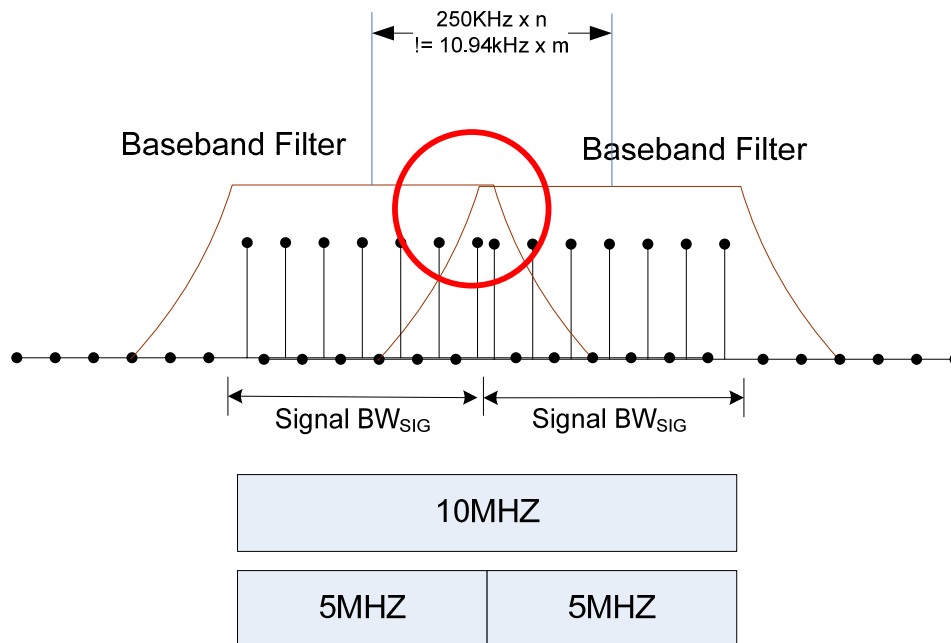 250KHz x n
!= 10.94kHz x m
Baseband Filter
Baseband Filter
Signal BWSIG
Signal BWSIG
10MHZ
5MHZ
5MHZ